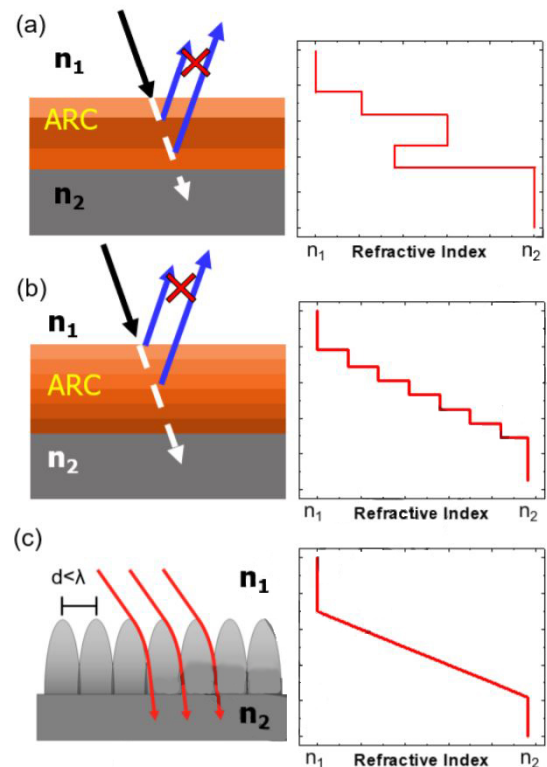 (a)
n1
ARC
n2
n1 Refractive Index n2
(b)
n1
ARC
n2
n1 Refractive Index n2
(c)
d<λ
n1
n2
n1 Refractive Index n2